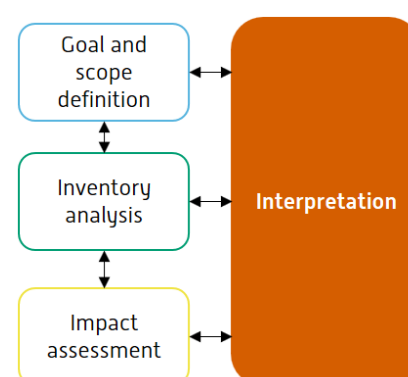 Goal and
scope
definition
Inventory
analysis
Interpretation
Impact
assessment